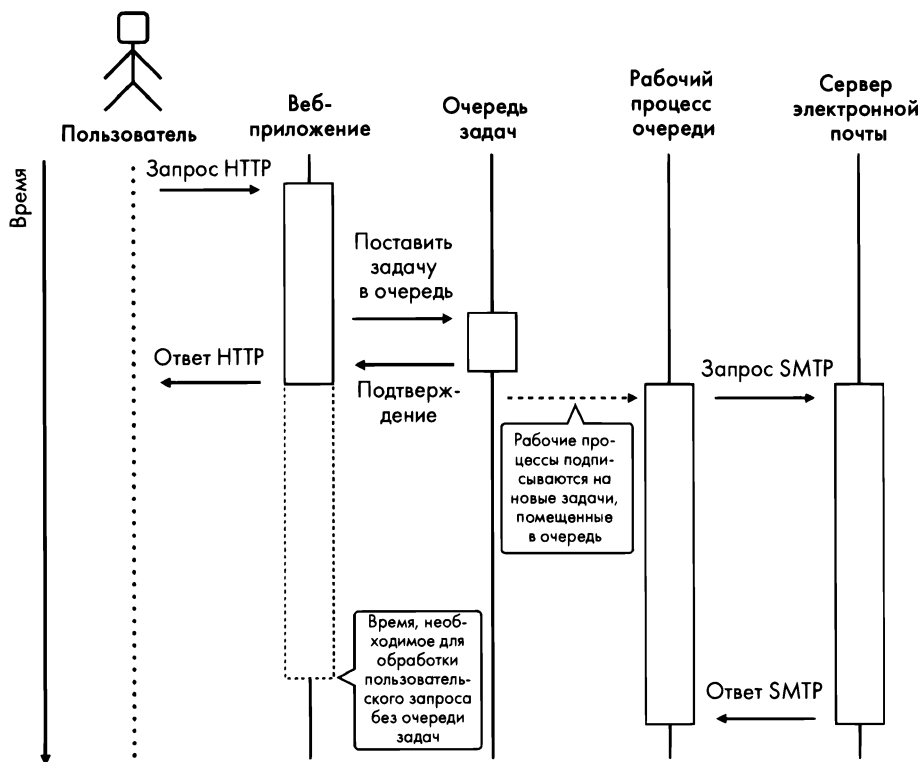 Пользователь
Веб-
приложение
Очередь
задач
Рабочий
процесс
очереди
Сервер
электронной
почты
Время
Запрос HTTP
Поставить
задачу
в очередь
Ответ HTTP
Подтверж-
дение
Запрос SMTP
Рабочие про-
цессы подпи-
сываются на
новые задачи,
помещенные
в очередь
Время, необ-
ходимое для
обработки
пользователь-
ского запроса
без очереди
задач
Ответ SMTP